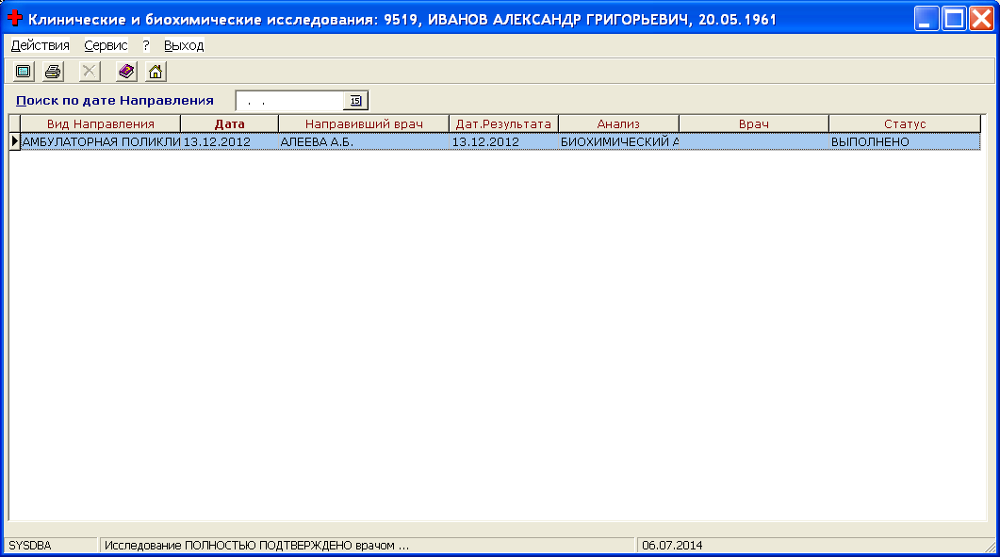 Клинические и биохимические исследования: 9519, ИВАНОВ АЛЕКСАНДР ГРИГОРЬЕВИЧ, 20.05.1961
Действия Сервис ? Выход
Поиск по дате Направления . . 15
Вид Направления Дата Направивший врач Дат.Результата Анализ Врач Статус
АМБУЛАТОРНАЯ ПОЛИКЛИ 13.12.2012 АЛЕЕВА А.Б. 13.12.2012 БИОХИМИЧЕСКИЙ А ВЫПОЛНЕНО
SYSDBA Исследование ПОЛНОСТЬЮ ПОДТВЕРЖДЕНО врачом ... 06.07.2014